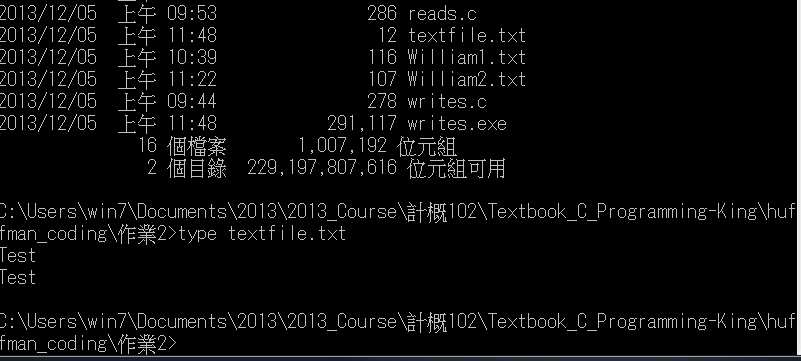 2013/12/05 上午 09:53 286 reads.c
2013/12/05 上午 11:48 12 textfile.txt
2013/12/05 上午 10:39 116 William1.txt
2013/12/05 上午 11:22 107 William2.txt
2013/12/05 上午 09:44 278 writes.c
2013/12/05 上午 11:48 291,117 writes.exe
16 個檔案 1,007,192 位元組
2 個目錄 229,197,807,616 位元組可用
C:\Users\win7\Documents\2013\2013_Course\計概102\Textbook_C_Programming-King\huf
fman_coding\作業2>type textfile.txt
Test
Test
C:\Users\win7\Documents\2013\2013_Course\計概102\Textbook_C_Programming-King\huf
fman_coding\作業2>